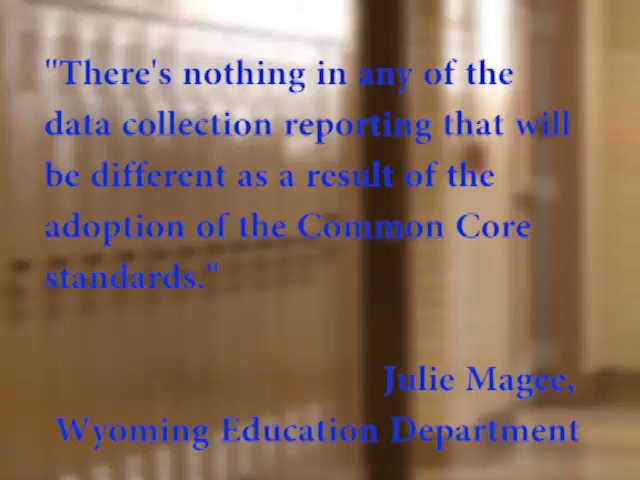 "There's nothing in any of the
data collection reporting that will
be different as a result of the
adoption of the Common Core
standards."
Julie Magee,
Wyoming Education Department